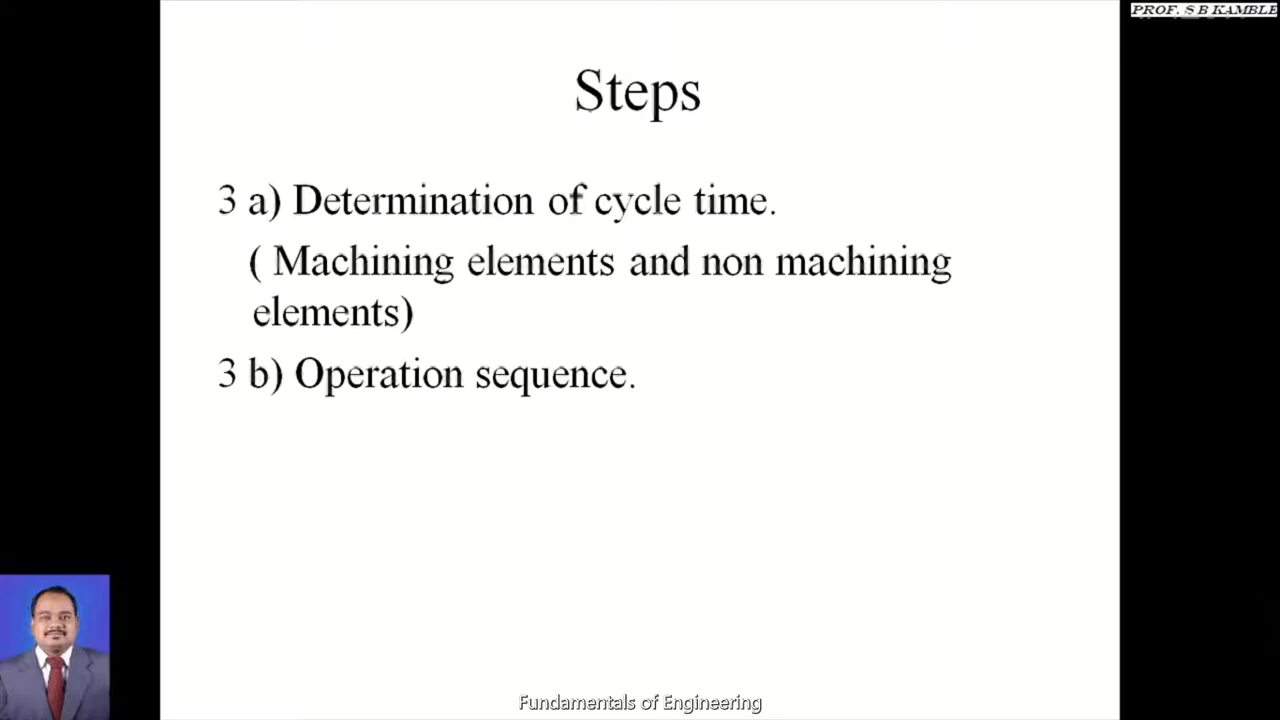 PROF. S B KAMBLE
Steps
3 a) Determination of cycle time.
( Machining elements and non machining
elements)
3 b) Operation sequence.
Fundamentals of Engineering